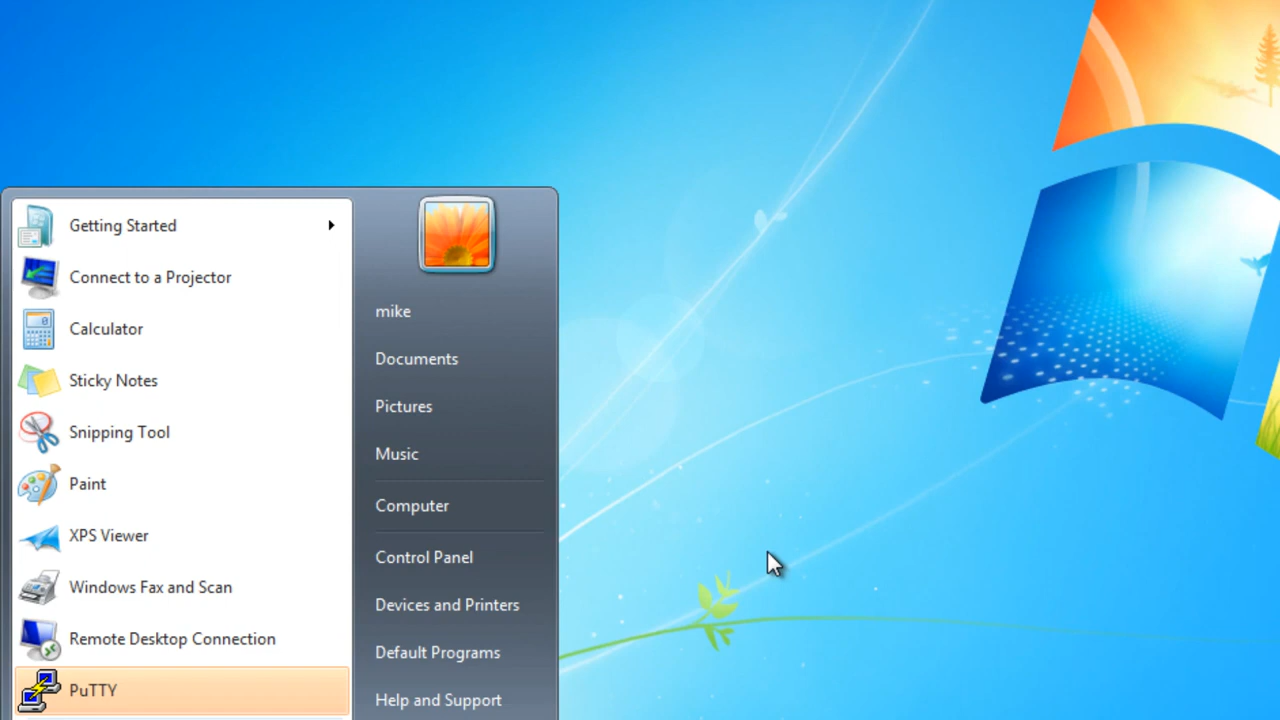 Getting Started
Connect to a Projector
Calculator
Sticky Notes
Snipping Tool
Paint
XPS Viewer
Windows Fax and Scan
Remote Desktop Connection
PuTTY
mike
Documents
Pictures
Music
Computer
Control Panel
Devices and Printers
Default Programs
Help and Support